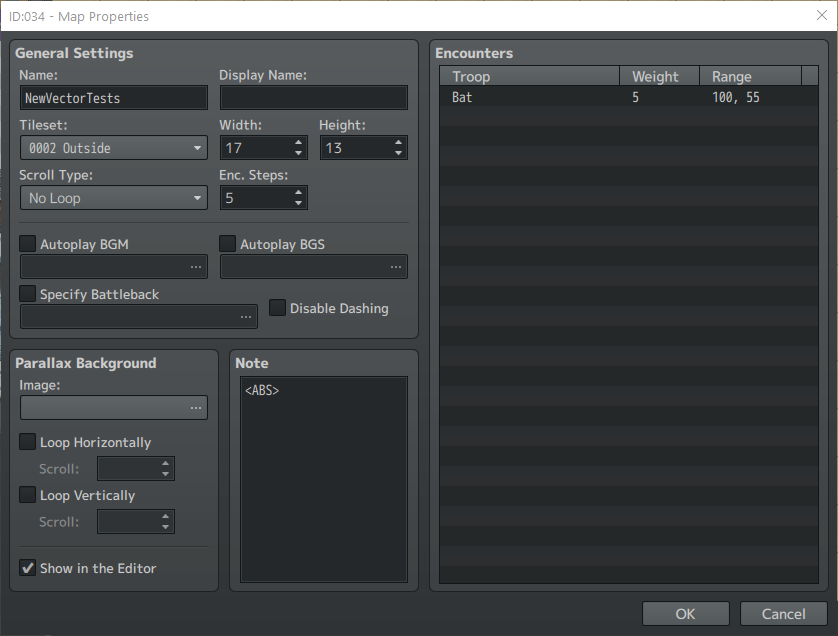 ID:034 - Map Properties
General Settings
Name:
Display Name:
NewVectorTests
Tileset:
Width:
Height:
0002 Outside
17
13
Scroll Type:
Enc. Steps:
No Loop
5
Autoplay BGM
Autoplay BGS
...
...
Specify Battleback
...
Disable Dashing
Parallax Background
Image:
...
Loop Horizontally
Scroll:
Loop Vertically
Scroll:
Show in the Editor
Note
<ABS>
Encounters
Troop Weight Range
Bat 5 100, 55
OK
Cancel